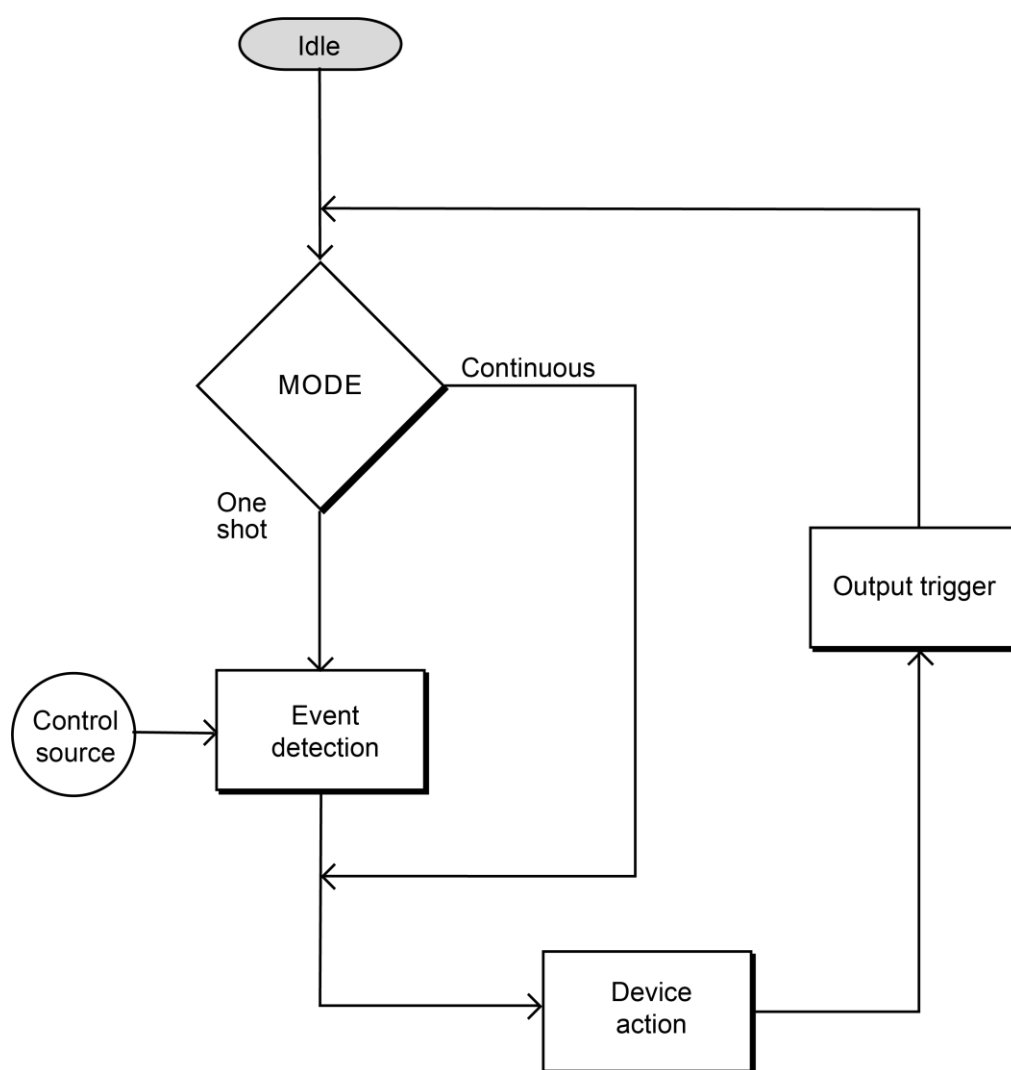 Idle
Continuous
MODE
One
shot
Output trigger
Control
source
Event
detection
Device
action